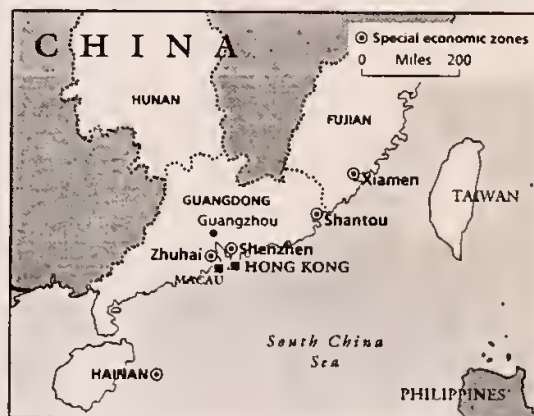 CHINA
Special economic zones
0 Miles 200
HUNAN
FUJIAN
Xiamen
TAIWAN
GUANGDONG
Guangzhou
Shantou
Zhuhai
Shenzhen
MACAU
HONG KONG
South China
Sea
HAINAN
PHILIPPINES